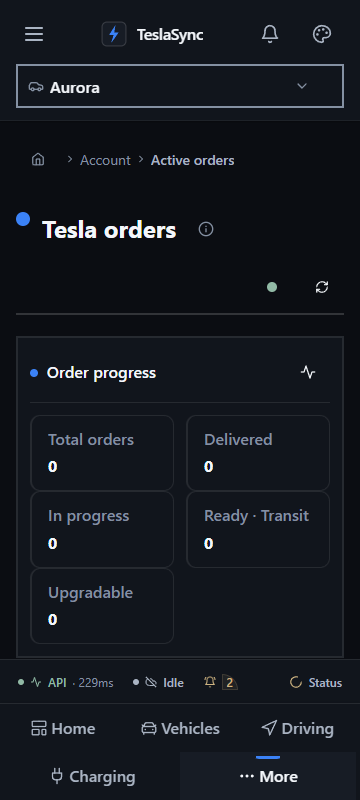 TeslaSync
Aurora
Account Active orders
Tesla orders
Order progress
Total orders
0
Delivered
0
In progress
0
Ready · Transit
0
Upgradable
0
API · 229ms Idle 2 Status
Home Vehicles Driving
Charging More